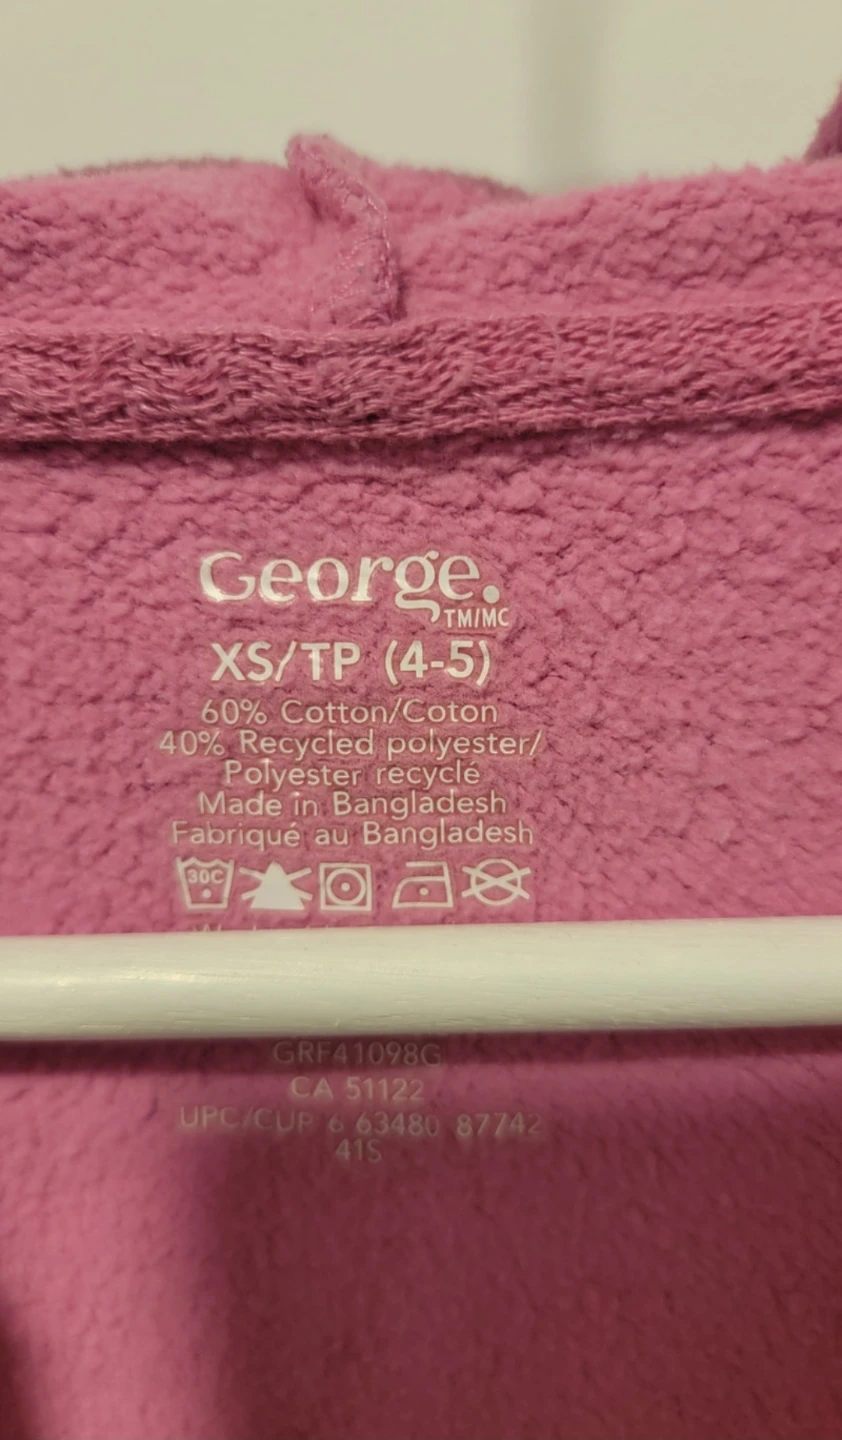 George.
TM/MC
XS/TP (4-5)
60% Cotton/Coton
40% Recycled polyester/
Polyester recyclé
Made in Bangladesh
Fabriqué au Bangladesh
30C
GRF41098G
CA 51122
UPC/CUP 6 63480 87742
41S